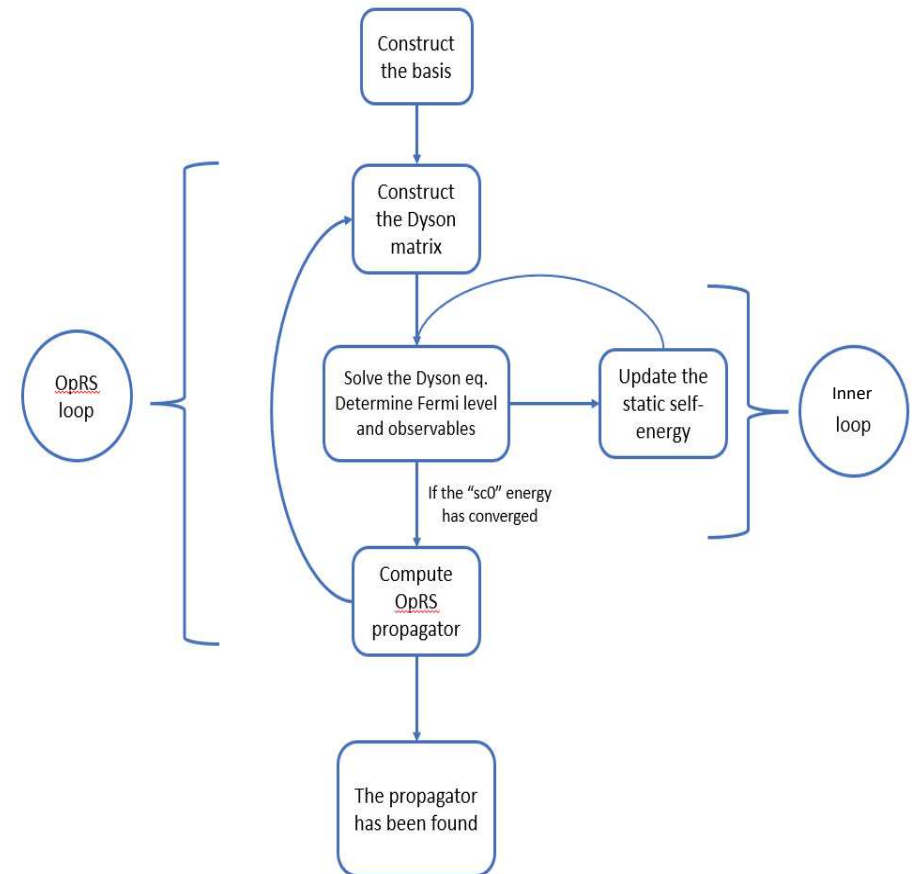 Construct
the basis
Construct
the Dyson
matrix
OpRS
loop
Solve the Dyson eq.
Determine Fermi level
and observables
Update the
static self-
energy
Inner
loop
If the “sc0” energy
has converged
Compute
OpRS
propagator
The propagator
has been found